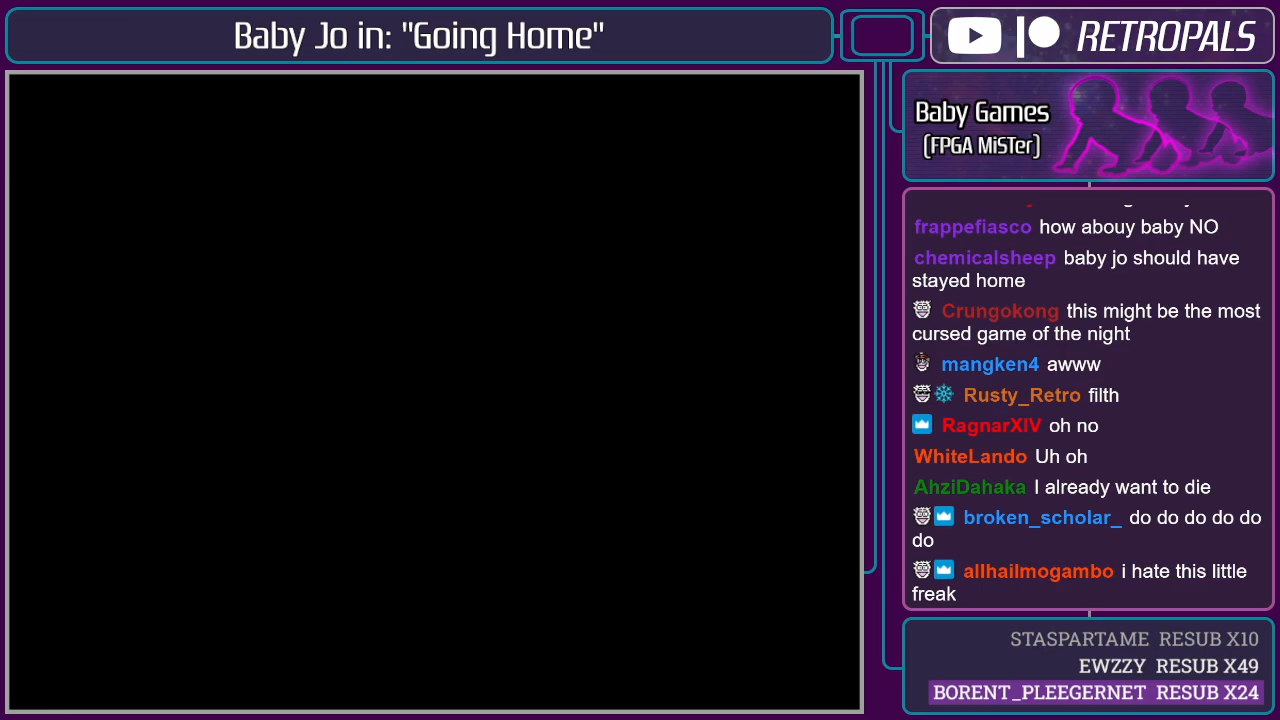 Baby Jo in: "Going Home"
RETROPALS
Baby Games
(FPGA MiSTer)
frappefiasco how abouy baby NO
chemicalsheep baby jo should have
stayed home
Crungokong this might be the most
cursed game of the night
mangken4 awww
Rusty_Retro filth
RagnarXIV oh no
WhiteLando Uh oh
AhziDahaka I already want to die
broken_scholar_ do do do do do
do
allhailmogambo i hate this little
freak
STASPARTAME RESUB X10
EWZZY RESUB X49
BORENT_PLEEGERNET RESUB X24